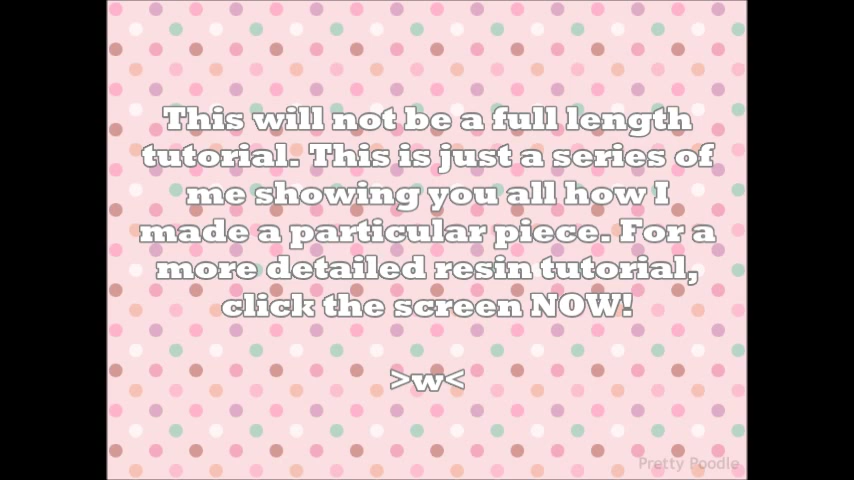 This will not be a full length
tutorial. This is just a series of
me showing you all how I
made a particular piece. For a
more detailed resin tutorial,
click the screen NOW!
>w<
Pretty Poodle